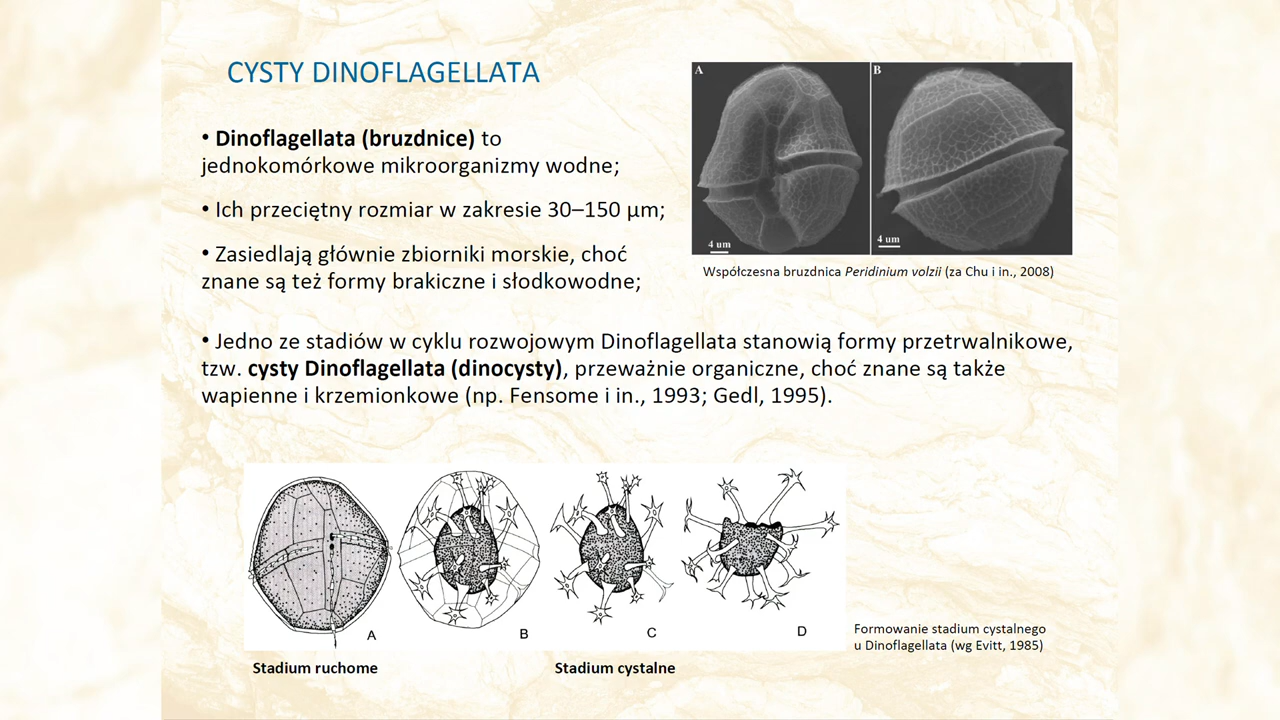 CYSTY DINOFLAGELLATA
• Dinoflagellata (bruzdnice) to
jednokomórkowe mikroorganizmy wodne;
• Ich przeciętny rozmiar w zakresie 30–150 μm;
• Zasiedlają głównie zbiorniki morskie, choć
znane są też formy brakiczne i słodkowodne;
A
B
4 um
4 um
Współczesna bruzdnica Peridinium volzii (za Chu i in., 2008)
• Jedno ze stadiów w cyklu rozwojowym Dinoflagellata stanowią formy przetrwalnikowe,
tzw. cysty Dinoflagellata (dinocysty), przeważnie organiczne, choć znane są także
wapienne i krzemionkowe (np. Fensome i in., 1993; Gedl, 1995).
A
B
C
D
Formowanie stadium cystalnego
u Dinoflagellata (wg Evitt, 1985)
Stadium ruchome
Stadium cystalne